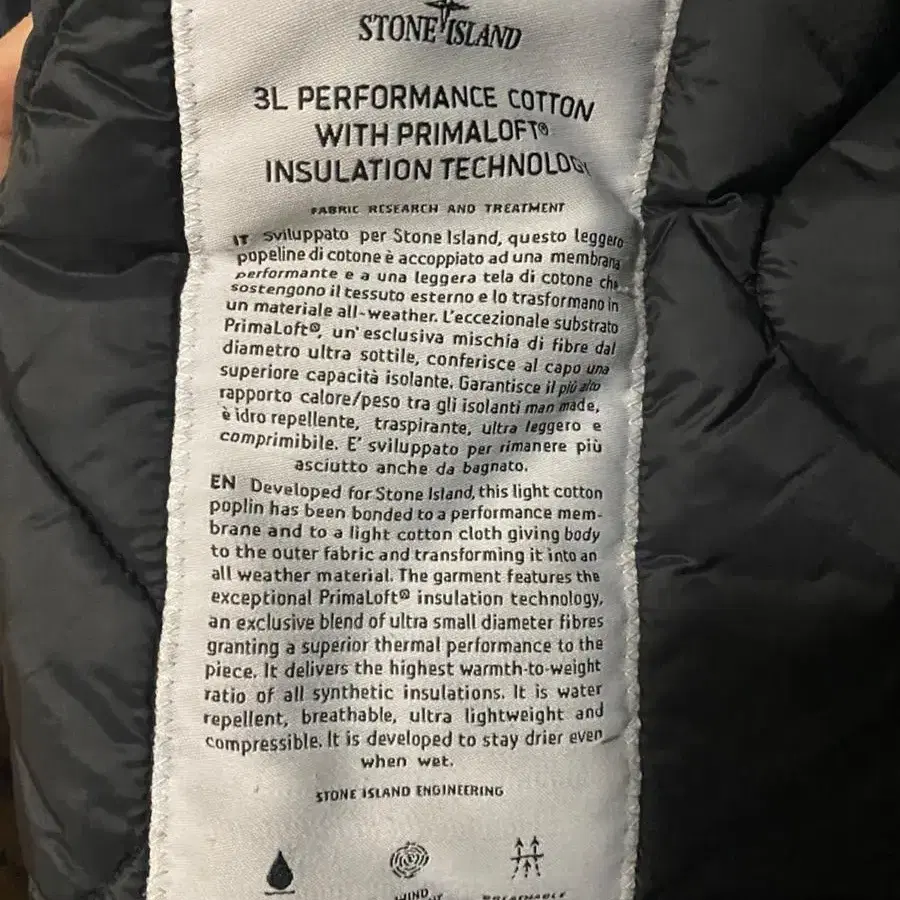 STONE ISLAND
3L PERFORMANCE COTTON
WITH PRIMALOFT®
INSULATION TECHNOLOGY
FABRIC RESEARCH AND TREATMENT
IT Sviluppato per Stone Island, questo leggero
popeline di cotone è accoppiato ad una membrana
performante e a una leggera tela di cotone che
sostengono il tessuto esterno e lo trasformano in
un materiale all-weather. L'eccezionale substrato
PrimaLoft®, un' esclusiva mischia di fibre dal
diametro ultra sottile, conferisce al capo una
superiore capacità isolante. Garantisce il più alto
rapporto calore/peso tra gli isolanti man made,
è idro repellente, traspirante, ultra leggero e
comprimibile. E' sviluppato per rimanere più
asciutto anche da bagnato.
EN Developed for Stone Island, this light cotton
poplin has been bonded to a performance mem-
brane and to a light cotton cloth giving body
to the outer fabric and transforming it into an
all weather material. The garment features the
exceptional PrimaLoft® insulation technology,
an exclusive blend of ultra small diameter fibres
granting a superior thermal performance to the
piece. It delivers the highest warmth-to-weight
ratio of all synthetic insulations. It is water
repellent, breathable, ultra lightweight and
compressible. It is developed to stay drier even
when wet.
STONE ISLAND ENGINEERING
WIND BREATHABLE